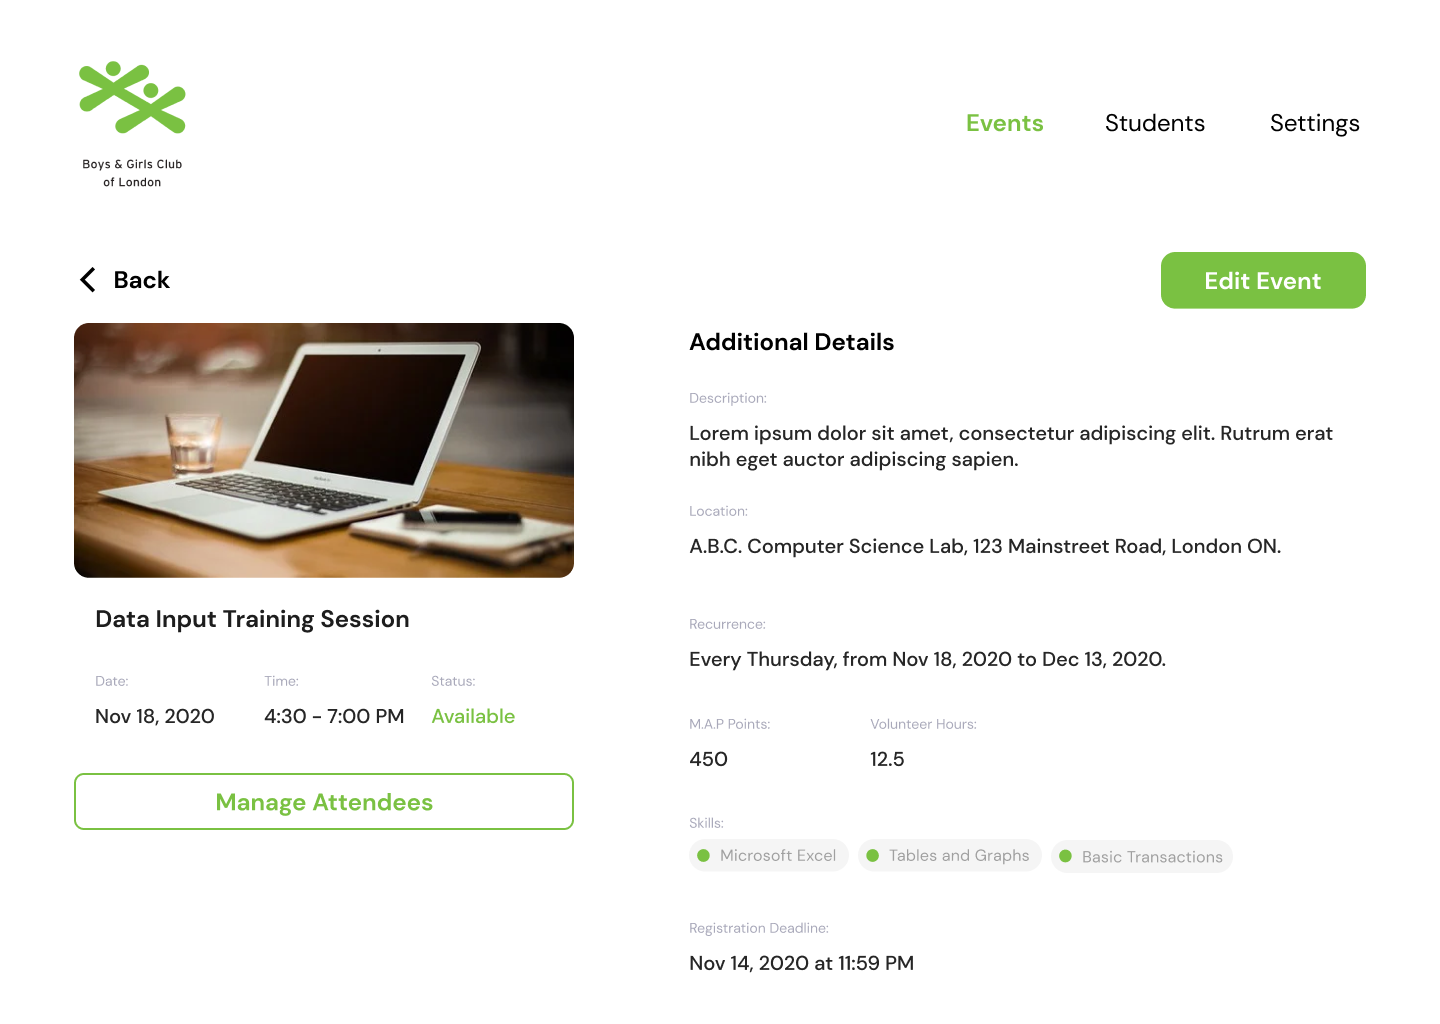 Boys & Girls Club
of London
Events
Students
Settings
Back
Edit Event
Data Input Training Session
Date:
Time:
Status:
Nov 18, 2020
4:30 - 7:00 PM
Available
Manage Attendees
Additional Details
Description:
Lorem ipsum dolor sit amet, consectetur adipiscing elit. Rutrum erat
nibh eget auctor adipiscing sapien.
Location:
A.B.C. Computer Science Lab, 123 Mainstreet Road, London ON.
Recurrence:
Every Thursday, from Nov 18, 2020 to Dec 13, 2020.
M.A.P Points:
Volunteer Hours:
450
12.5
Skills:
Microsoft Excel
Tables and Graphs
Basic Transactions
Registration Deadline:
Nov 14, 2020 at 11:59 PM